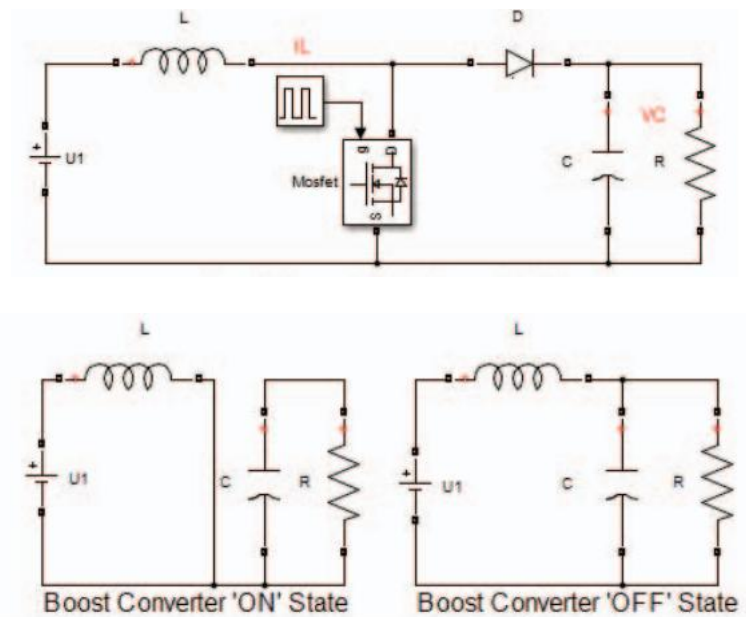 L
D
IL
+
U1
g
D
Mosfet
S
C
R
VC
L
+
U1
C
R
Boost Converter 'ON' State
L
+
U1
C
R
Boost Converter 'OFF' State